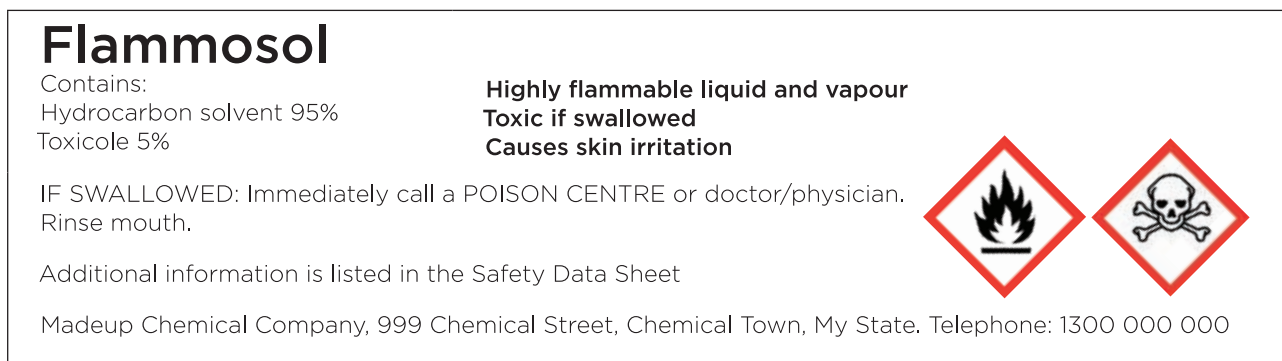 Flammosol
Contains:
Hydrocarbon solvent 95%
Toxicole 5%
Highly flammable liquid and vapour
Toxic if swallowed
Causes skin irritation
IF SWALLOWED: Immediately call a POISON CENTRE or doctor/physician.
Rinse mouth.
Additional information is listed in the Safety Data Sheet
Madeup Chemical Company, 999 Chemical Street, Chemical Town, My State. Telephone: 1300 000 000